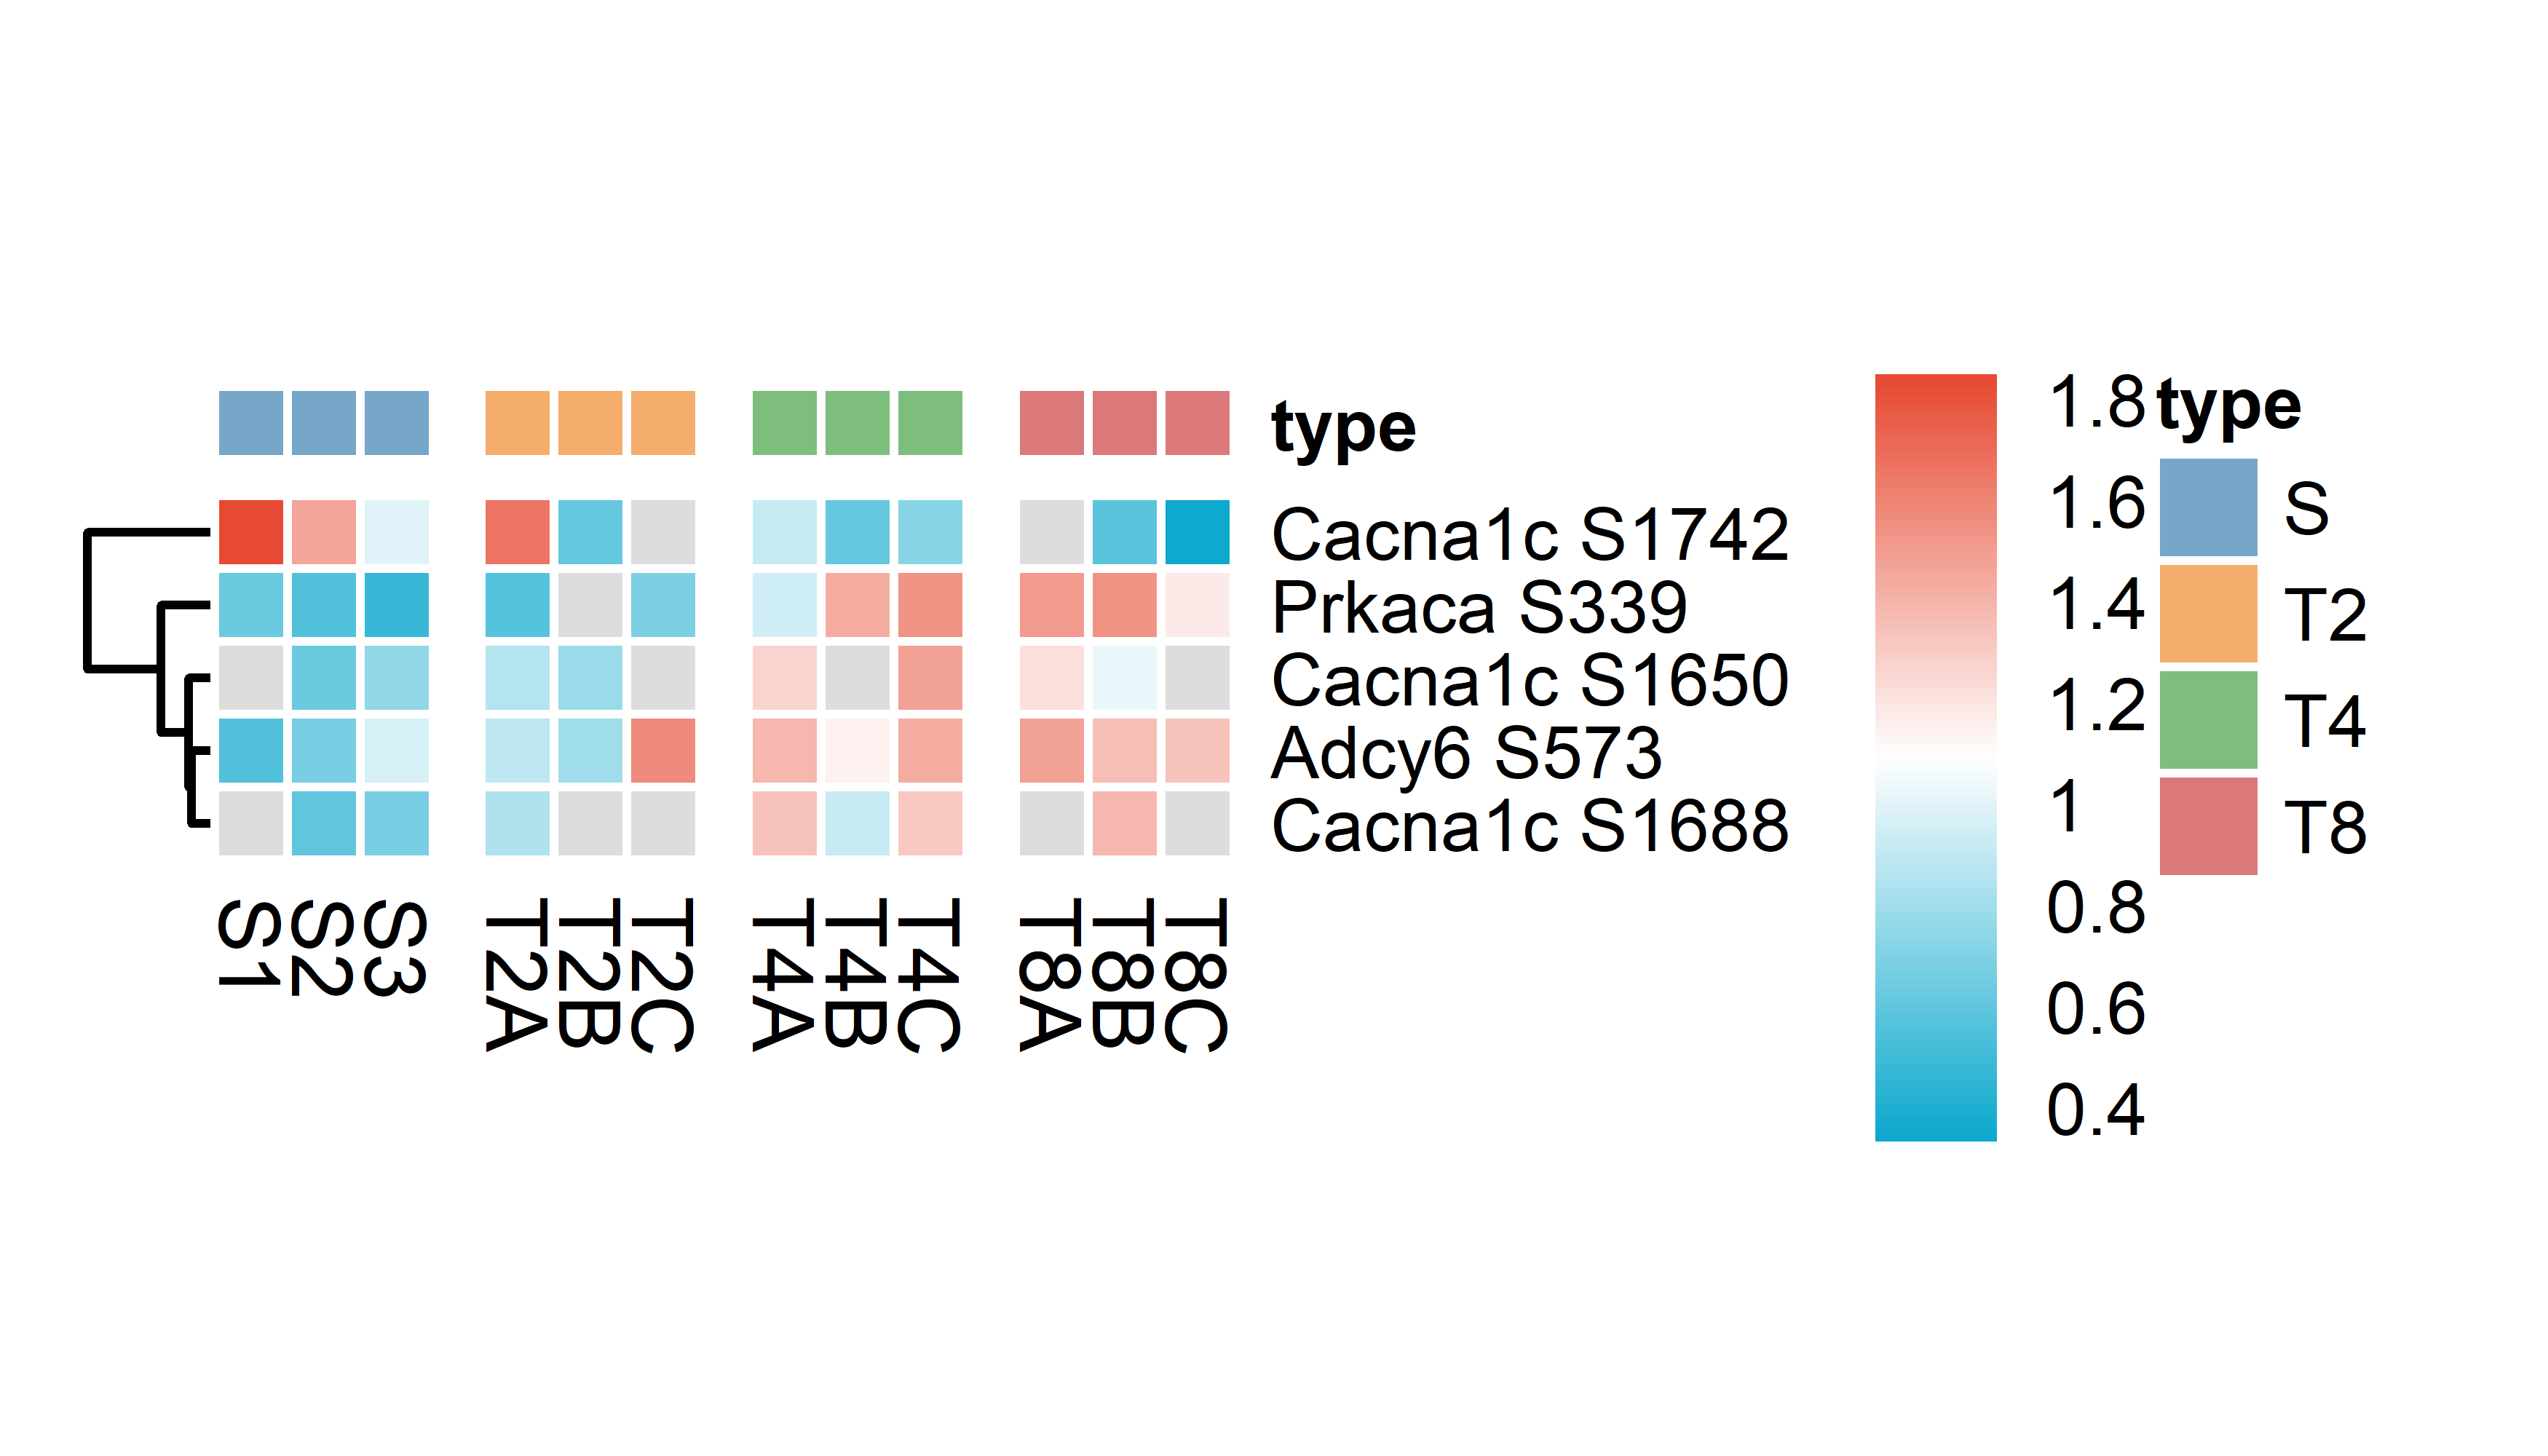 type
Cacna1c S1742
Prkaca S339
Cacna1c S1650
Adcy6 S573
Cacna1c S1688
S1
S2
S3
T2A
T2B
T2C
T4A
T4B
T4C
T8A
T8B
T8C
1.8
1.6
1.4
1.2
1
0.8
0.6
0.4
type
S
T2
T4
T8